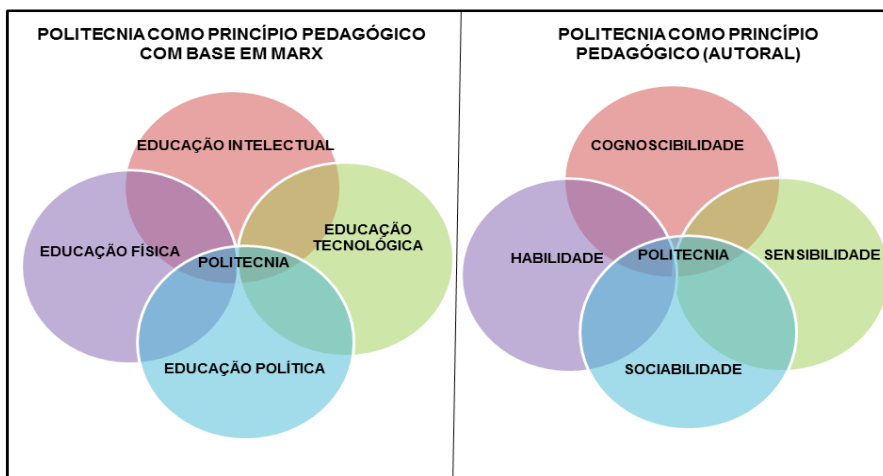 POLITECNIA COMO PRINCÍPIO PEDAGÓGICO
COM BASE EM MARX
EDUCAÇÃO INTELECTUAL
EDUCAÇÃO FÍSICA
EDUCAÇÃO
TECNOLÓGICA
POLITECNIA
EDUCAÇÃO POLÍTICA
POLITECNIA COMO PRINCÍPIO
PEDAGÓGICO (AUTORAL)
COGNOSCIBILIDADE
HABILIDADE
POLITECNIA
SENSIBILIDADE
SOCIABILIDADE